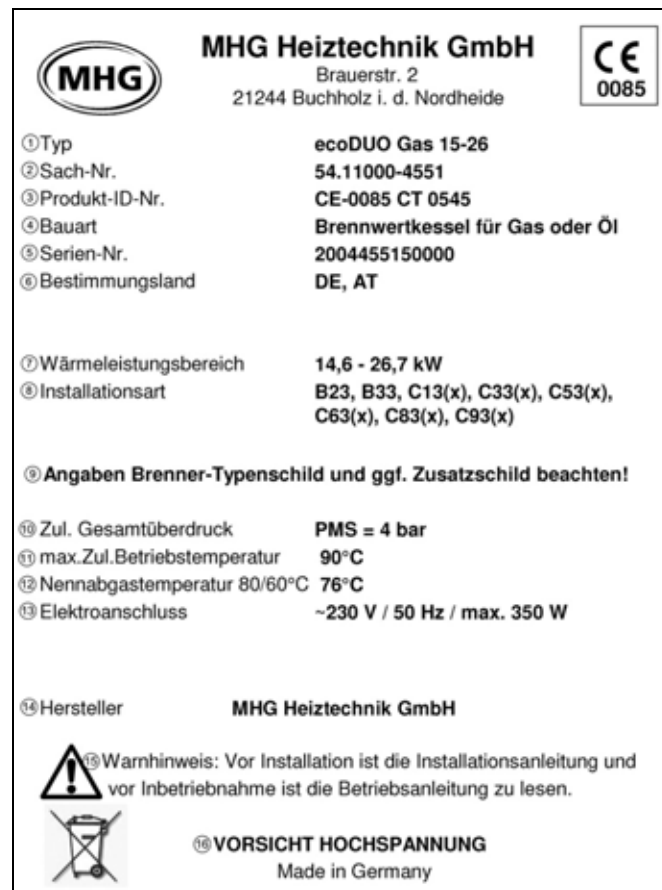 MHG
MHG Heiztechnik GmbH
Brauerstr. 2
21244 Buchholz i. d. Nordheide
CE
0085
①Typ ecoDUO Gas 15-26
②Sach-Nr. 54.11000-4551
③Produkt-ID-Nr. CE-0085 CT 0545
④Bauart Brennwertkessel für Gas oder Öl
⑤Serien-Nr. 2004455150000
⑥Bestimmungsland DE, AT
⑦Wärmeleistungsbereich 14,6 - 26,7 kW
⑧Installationsart B23, B33, C13(x), C33(x), C53(x),
C63(x), C83(x), C93(x)
⑨Angaben Brenner-Typenschild und ggf. Zusatzschild beachten!
⑩Zul. Gesamtüberdruck PMS = 4 bar
⑪max.Zul.Betriebstemperatur 90°C
⑫Nennabgastemperatur 80/60°C 76°C
⑬Elektroanschluss ~230 V / 50 Hz / max. 350 W
⑭Hersteller MHG Heiztechnik GmbH
⑮Warnhinweis: Vor Installation ist die Installationsanleitung und
vor Inbetriebnahme ist die Betriebsanleitung zu lesen.
⑯VORSICHT HOCHSPANNUNG
Made in Germany